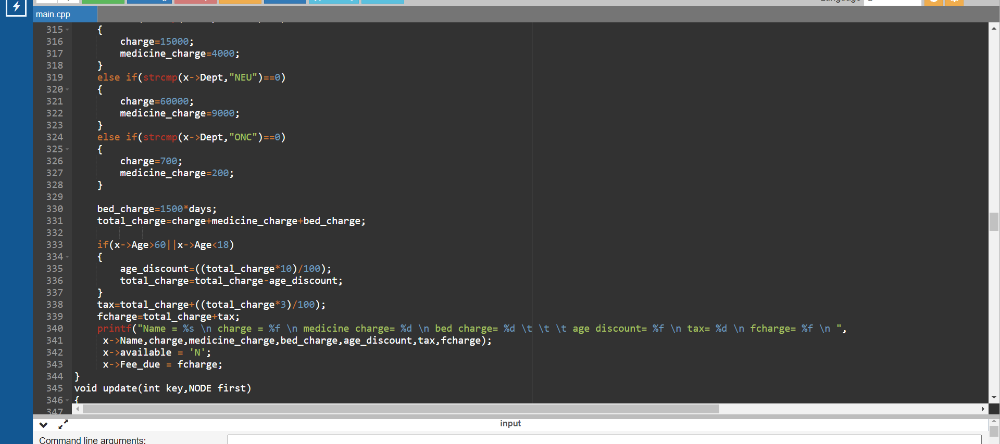 main.cpp
315 {
316 charge=15000;
317 medicine_charge=4000;
318 }
319 else if(strcmp(x->Dept,"NEU")==0)
320 {
321 charge=60000;
322 medicine_charge=9000;
323 }
324 else if(strcmp(x->Dept,"ONC")==0)
325 {
326 charge=700;
327 medicine_charge=200;
328 }
329
330 bed_charge=1500*days;
331 total_charge=charge+medicine_charge+bed_charge;
332
333 if(x->Age>60||x->Age<18)
334 {
335 age_discount=((total_charge*10)/100);
336 total_charge=total_charge-age_discount;
337 }
338 tax=total_charge+((total_charge*3)/100);
339 fcharge=total_charge+tax;
340 printf("Name = %s \n charge = %f \n medicine charge= %d \n bed charge= %d \t \t \t age discount= %f \n tax= %d \n fcharge= %f \n ",
341 x->Name,charge,medicine_charge,bed_charge,age_discount,tax,fcharge);
342 x->available = 'N';
343 x->Fee_due = fcharge;
344 }
345 void update(int key,NODE first)
346 {
347
input
Command line arguments: